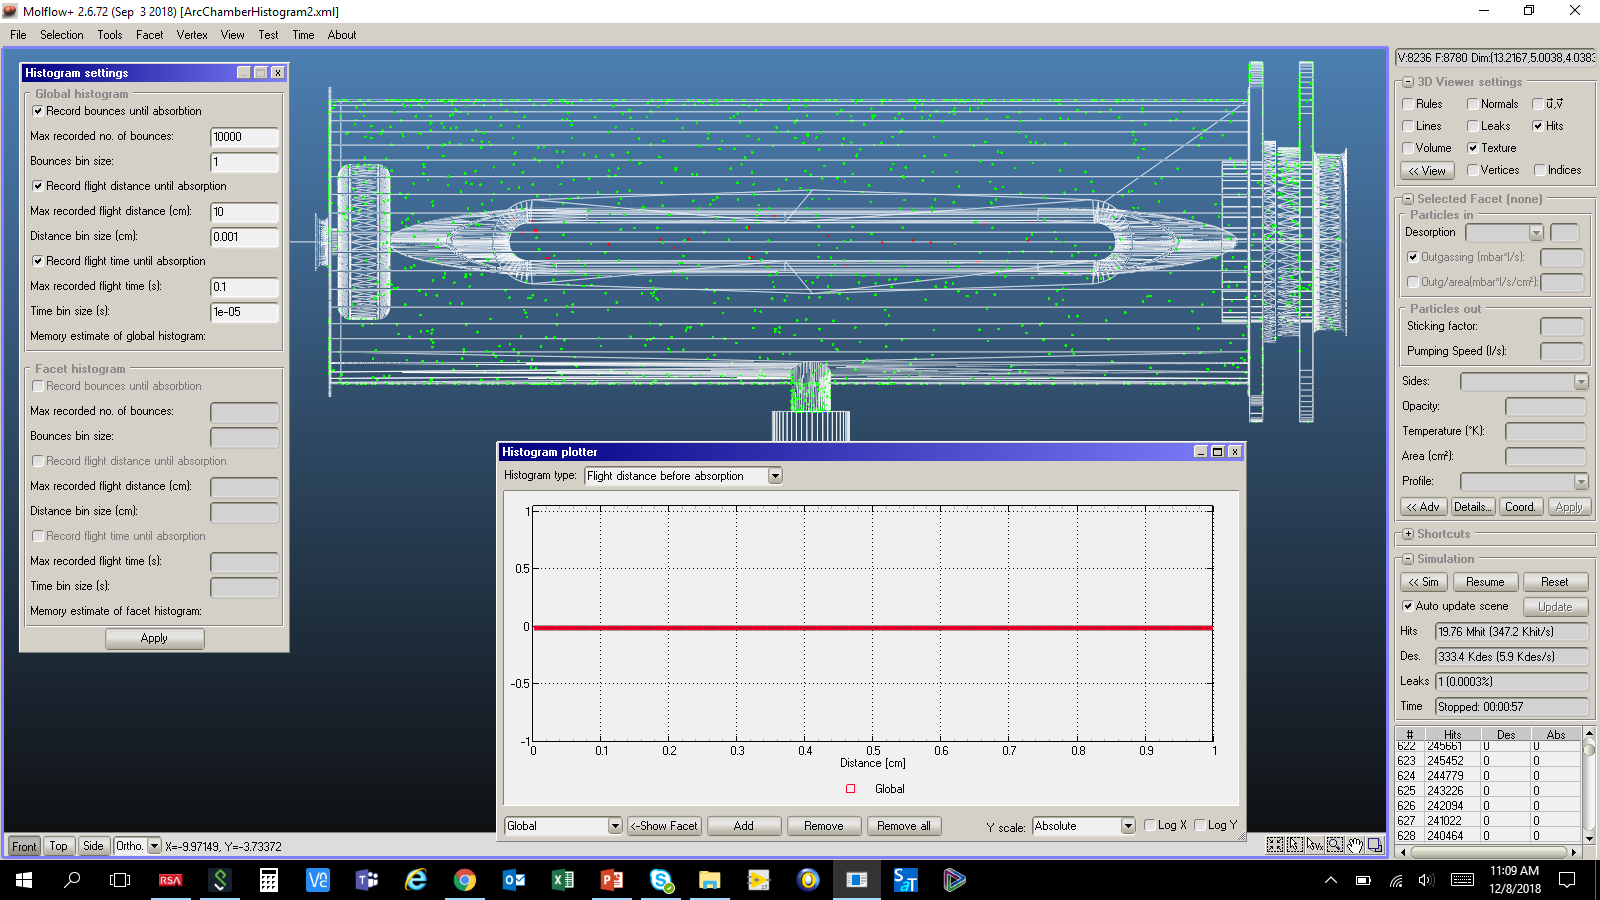 Molflow+ 2.6.72 (Sep 3 2018) [ArcChamberHistogram2.xml]
File Selection Tools Facet Vertex View Test Time About
Histogram settings
Global histogram
Record bounces until absorbtion
Max recorded no. of bounces: 10000
Bounces bin size: 1
Record flight distance until absorption
Max recorded flight distance (cm): 10
Distance bin size (cm): 0.001
Record flight time until absorption
Max recorded flight time (s): 0.1
Time bin size (s): 1e-05
Memory estimate of global histogram:
Facet histogram
Record bounces until absorbtion
Max recorded no. of bounces:
Bounces bin size:
Record flight distance until absorption
Max recorded flight distance (cm):
Distance bin size (cm):
Record flight time until absorption
Max recorded flight time (s):
Time bin size (s):
Memory estimate of facet histogram:
Apply
Histogram plotter
Histogram type: Flight distance before absorption
1
0.5
0
-0.5
-1
0 0.1 0.2 0.3 0.4 0.5 0.6 0.7 0.8 0.9 1
Distance [cm]
Global
Global <-Show Facet Add Remove Remove all Y scale: Absolute Log X Log Y
Front Top Side Ortho. X=-9.97149, Y=-3.73372
V:8236 F:8780 Dim:(13.2167,5.0038,4.0383
3D Viewer settings
Rules Normals ü,v
Lines Leaks Hits
Volume Texture
<< View Vertices Indices
Selected Facet (none)
Particles in
Desorption
Outgassing (mbar*l/s):
Outg/area(mbar*l/s/cm²):
Particles out
Sticking factor:
Pumping Speed (l/s):
Sides:
Opacity:
Temperature (°K):
Area (cm²):
Profile:
<< Adv Details... Coord. Apply
Shortcuts
Simulation
<< Sim Resume Reset
Auto update scene Update
Hits 19.76 Mhit (347.2 Khit/s)
Des. 333.4 Kdes (5.9 Kdes/s)
Leaks 1 (0.0003%)
Time Stopped: 00:00:57
# Hits Des Abs
622 245661 0 0
623 245452 0 0
624 244779 0 0
625 243226 0 0
626 242094 0 0
627 241022 0 0
628 240464 0 0
RSA
11:09 AM
12/8/2018